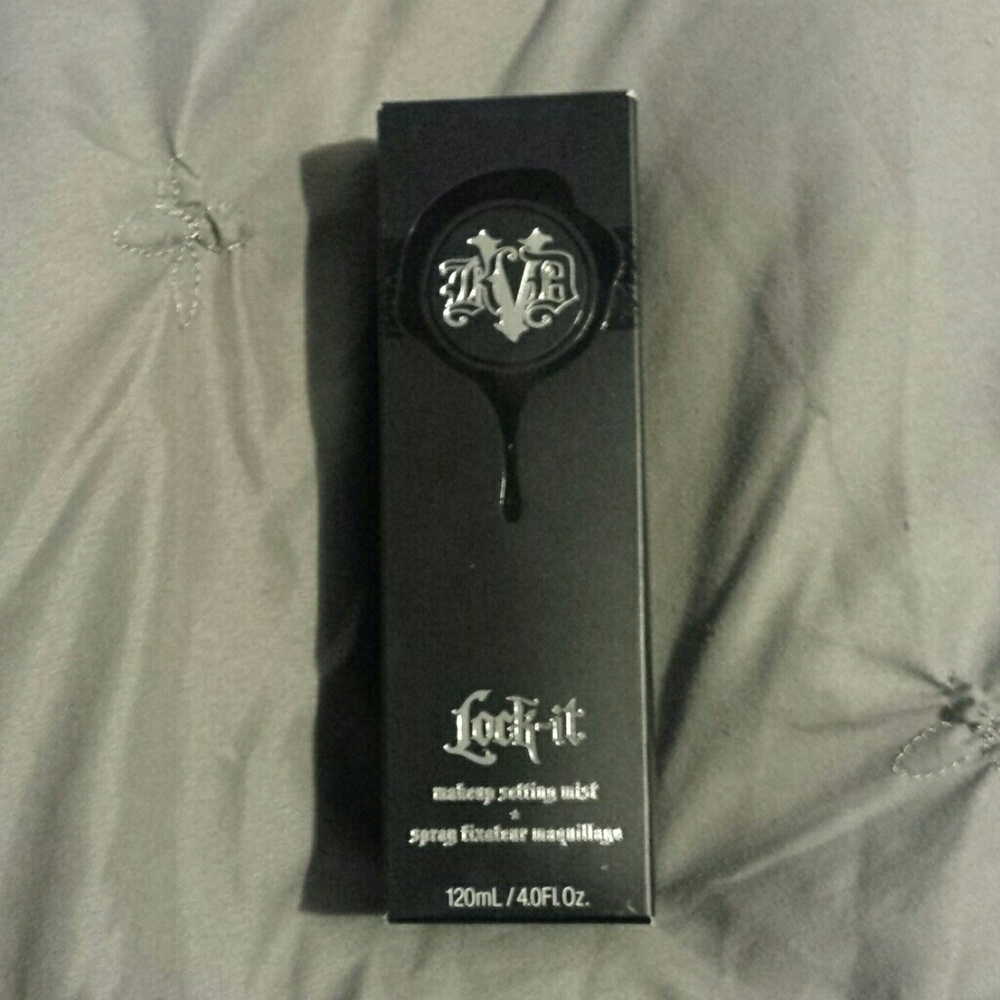 KVD
Lock-it
makeup setting mist
spray fixateur maquillage
120mL / 4.0Fl.Oz.